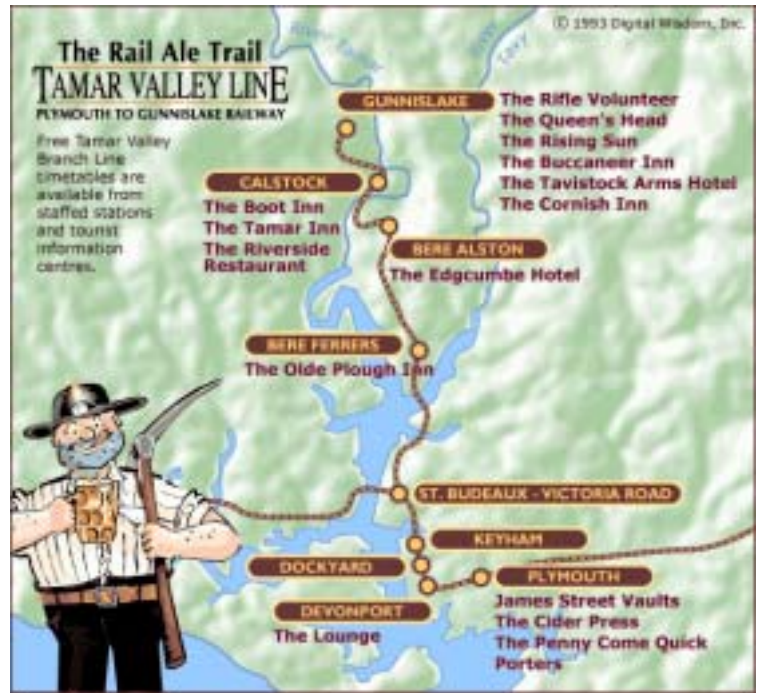 © 1993 Digital Wisdom, Inc.
The Rail Ale Trail
TAMAR VALLEY LINE
PLYMOUTH TO GUNNISLAKE RAILWAY
Free Tamar Valley
Branch Line
timetables are
available from
staffed stations
and tourist
information
centres.
River Tamar
River Tavy
GUNNISLAKE
The Rifle Volunteer
The Queen's Head
The Rising Sun
The Buccaneer Inn
The Tavistock Arms Hotel
The Cornish Inn
CALSTOCK
The Boot Inn
The Tamar Inn
The Riverside
Restaurant
BERE ALSTON
The Edgcumbe Hotel
BERE FERRERS
The Olde Plough Inn
ST. BUDEAUX - VICTORIA ROAD
KEYHAM
DOCKYARD
PLYMOUTH
James Street Vaults
The Cider Press
The Penny Come Quick
Porters
DEVONPORT
The Lounge